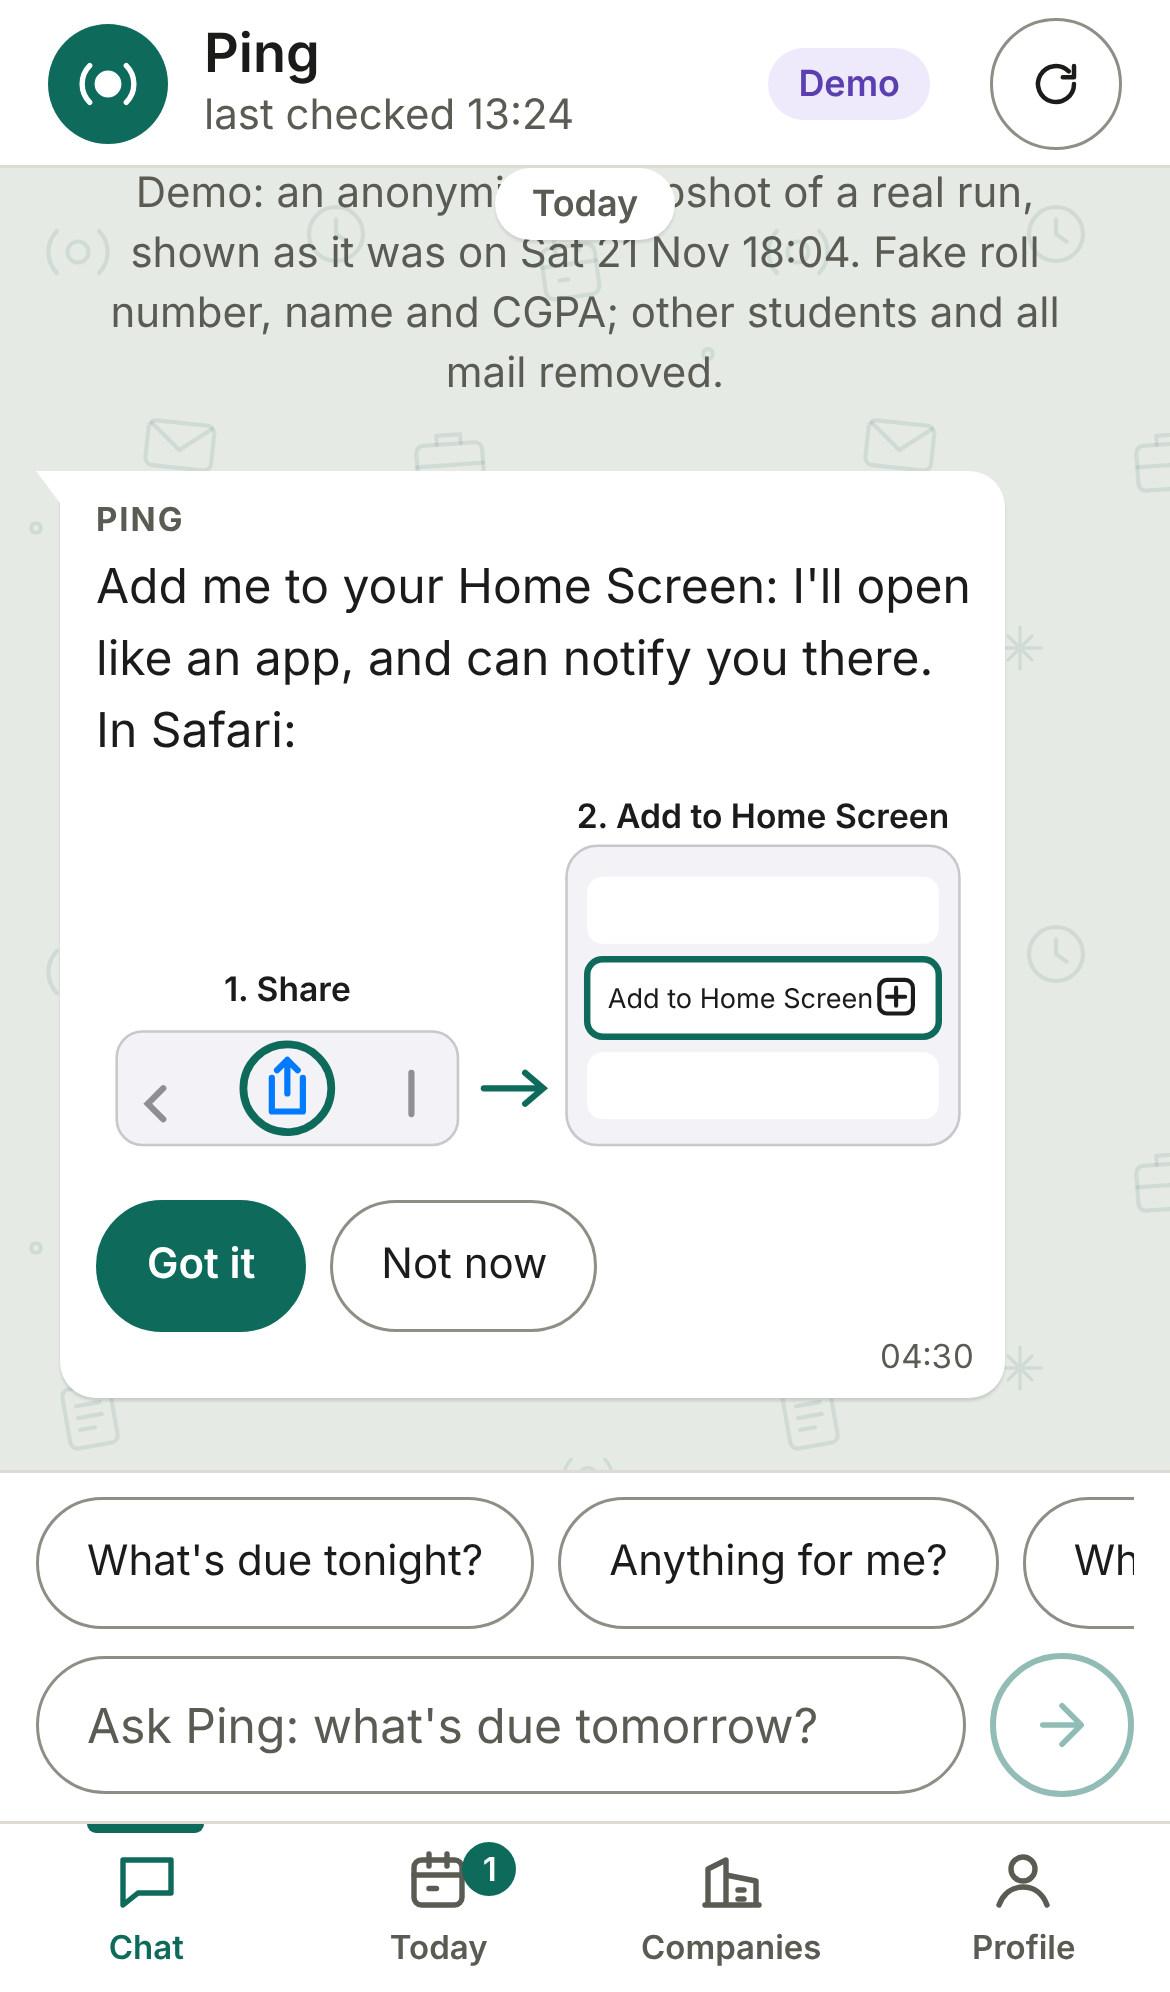 Ping
last checked 13:24
Demo
Today
Demo: an of a real run,
shown as it was on Sat 21 Nov 18:04. Fake roll
number, name and CGPA; other students and all
mail removed.
PING
Add me to your Home Screen: I'll open
like an app, and can notify you there.
In Safari:
2. Add to Home Screen
1. Share
Add to Home Screen
Got it
Not now
04:30
What's due tonight?
Anything for me?
Ask Ping: what's due tomorrow?
1
Chat
Today
Companies
Profile